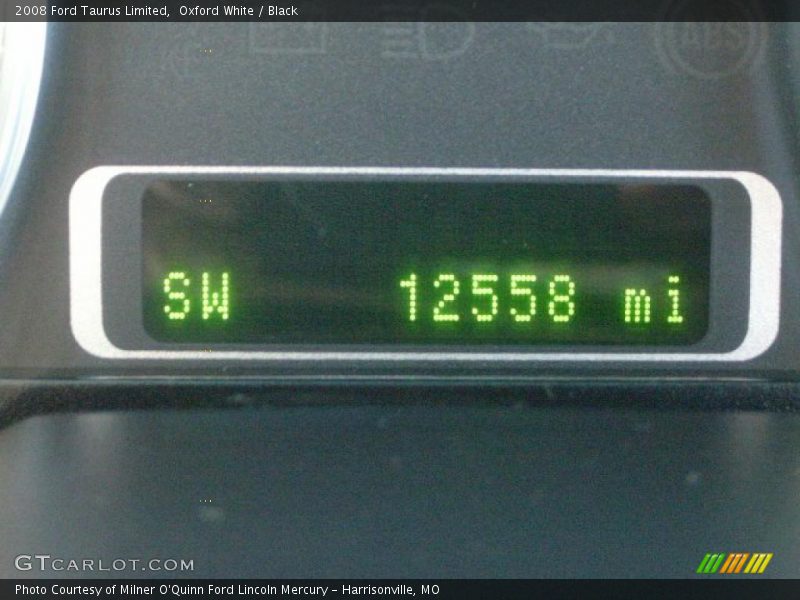 2008 Ford Taurus Limited,  Oxford White / Black
ABS
SW 12558 mi
GTCARLOT.COM
Photo Courtesy of Milner O'Quinn Ford Lincoln Mercury – Harrisonville, MO